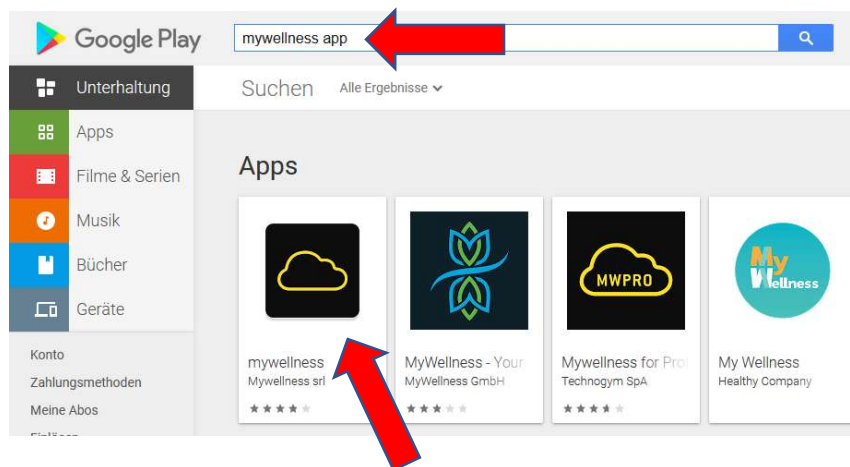 Google Play
mywellness app
Unterhaltung
Suchen Alle Ergebnisse
Apps
Filme & Serien
Musik
Bücher
Geräte
Konto
Zahlungsmethoden
Meine Abos
Apps
MWPRO
My
Wellness
mywellness
Mywellness srl
MyWellness - Your
MyWellness GmbH
Mywellness for Pro
Technogym SpA
My Wellness
Healthy Company